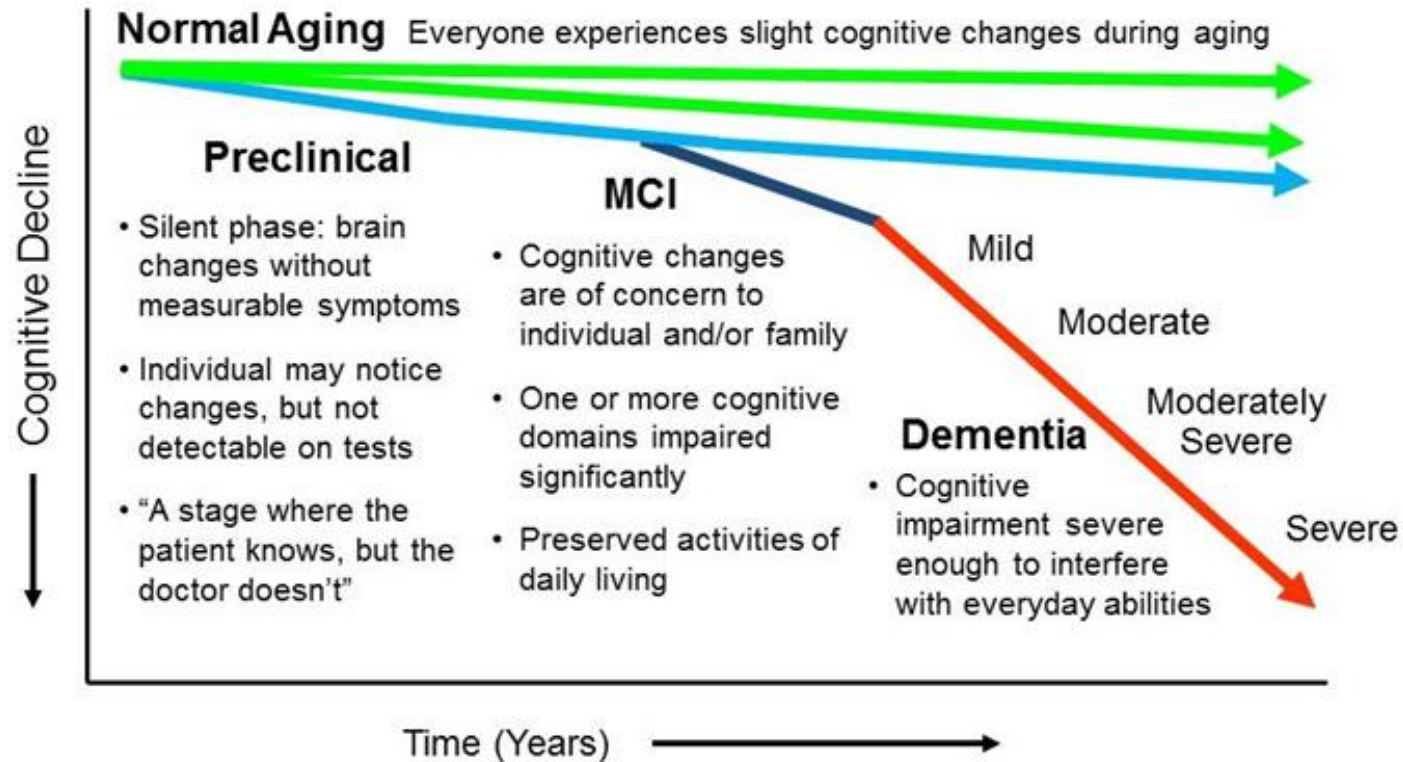 Normal Aging Everyone experiences slight cognitive changes during aging
Cognitive Decline
Preclinical
• Silent phase: brain
changes without
measurable symptoms
• Individual may notice
changes, but not
detectable on tests
• “A stage where the
patient knows, but the
doctor doesn’t”
MCI
• Cognitive changes
are of concern to
individual and/or family
• One or more cognitive
domains impaired
significantly
• Preserved activities of
daily living
Dementia
• Cognitive
impairment severe
enough to interfere
with everyday abilities
Mild
Moderate
Moderately
Severe
Severe
Time (Years)